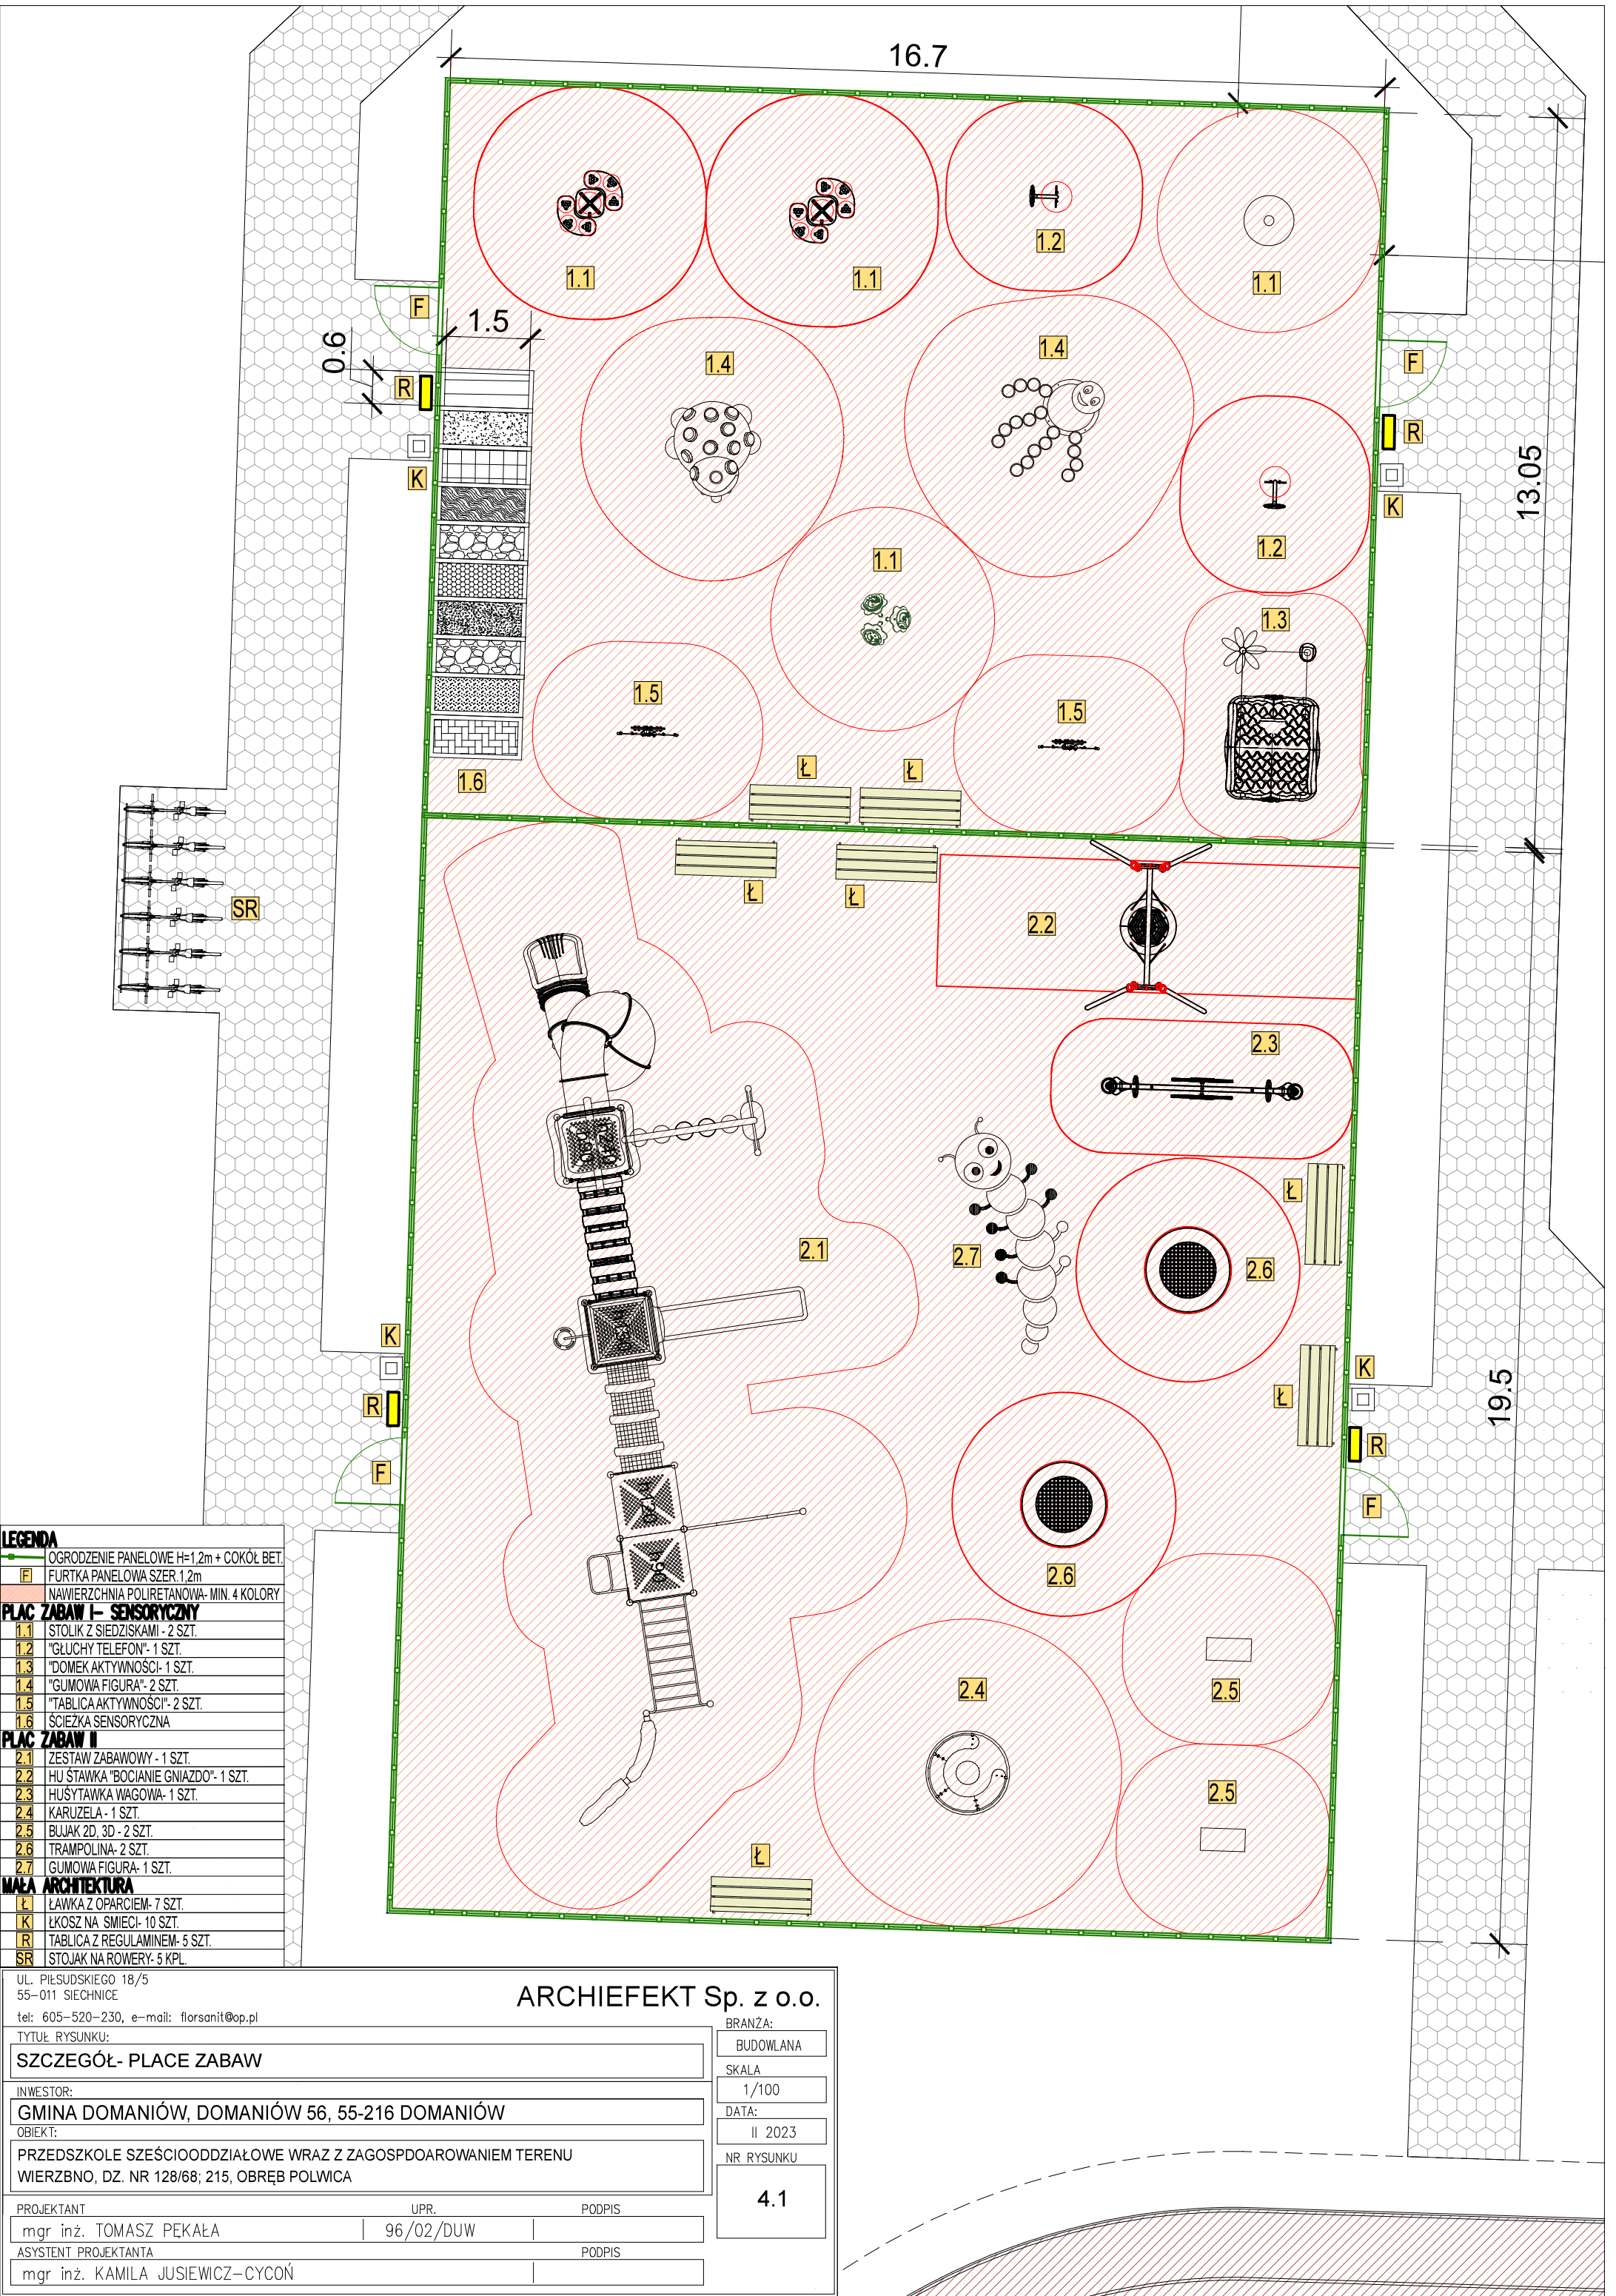 16.7
1.1
1.1
1.2
1.1
F
1.5
0.6
R
K
1.4
1.4
F
R
K
13.05
1.2
1.1
1.3
1.5
1.5
1.6
Ł
Ł
Ł
Ł
SR
2.2
2.3
2.1
2.7
Ł
2.6
K
R
F
Ł
K
R
F
19.5
2.6
2.4
2.5
2.5
Ł
LEGENDA
OGRODZENIE PANELOWE H=1,2m + COKÓŁ BET.
F FURTKA PANELOWA SZER.1,2m
NAWIERZCHNIA POLIRETANOWA- MIN. 4 KOLORY
PLAC ZABAW I- SENSORYCZNY
1.1 STOLIK Z SIEDZISKAMI - 2 SZT.
1.2 "GŁUCHY TELEFON"- 1 SZT.
1.3 "DOMEK AKTYWNOŚCI- 1 SZT.
1.4 "GUMOWA FIGURA"- 2 SZT.
1.5 "TABLICA AKTYWNOŚCI"- 2 SZT.
1.6 ŚCIEŻKA SENSORYCZNA
PLAC ZABAW II
2.1 ZESTAW ZABAWOWY - 1 SZT.
2.2 HU ŚTAWKA "BOCIANIE GNIAZDO"- 1 SZT.
2.3 HUŚYTAWKA WAGOWA- 1 SZT.
2.4 KARUZELA - 1 SZT.
2.5 BUJAK 2D, 3D - 2 SZT.
2.6 TRAMPOLINA- 2 SZT.
2.7 GUMOWA FIGURA- 1 SZT.
MAŁA ARCHITEKTURA
Ł ŁAWKA Z OPARCIEM- 7 SZT.
K ŁKOSZ NA SMIECI- 10 SZT.
R TABLICA Z REGULAMINEM- 5 SZT.
SR STOJAK NA ROWERY- 5 KPL.
UL. PIŁSUDSKIEGO 18/5
55-011 SIECHNICE
tel: 605-520-230, e-mail: florsanit@op.pl
ARCHIEFEKT Sp. z o.o.
TYTUŁ RYSUNKU:
SZCZEGÓŁ- PLACE ZABAW
INWESTOR:
GMINA DOMANIÓW, DOMANIÓW 56, 55-216 DOMANIÓW
OBIEKT:
PRZEDSZKOLE SZEŚCIOODDZIAŁOWE WRAZ Z ZAGOSPDOAROWANIEM TERENU
WIERZBNO, DZ. NR 128/68; 215, OBRĘB POLWICA
PROJEKTANT UPR. PODPIS
mgr inż. TOMASZ PĘKAŁA 96/02/DUW
ASYSTENT PROJEKTANTA PODPIS
mgr inż. KAMILA JUSIEWICZ-CYCOŃ
BRANŻA:
BUDOWLANA
SKALA
1/100
DATA:
II 2023
NR RYSUNKU
4.1